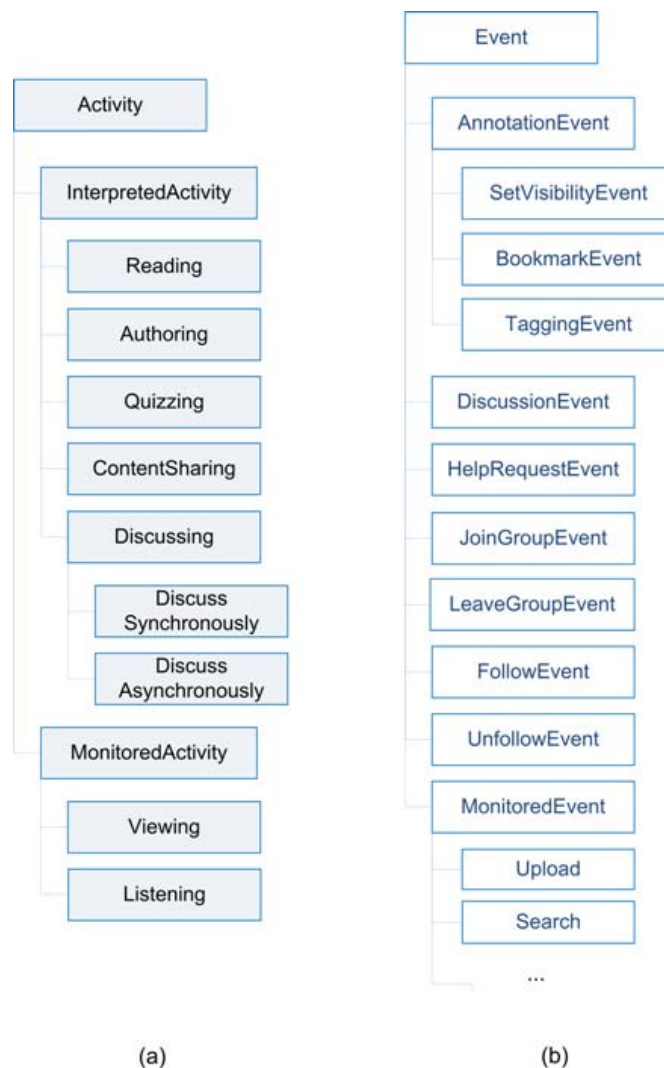 Activity
InterpretedActivity
Reading
Authoring
Quizzing
ContentSharing
Discussing
Discuss
Synchronously
Discuss
Asynchronously
MonitoredActivity
Viewing
Listening
(a)
Event
AnnotationEvent
SetVisibilityEvent
BookmarkEvent
TaggingEvent
DiscussionEvent
HelpRequestEvent
JoinGroupEvent
LeaveGroupEvent
FollowEvent
UnfollowEvent
MonitoredEvent
Upload
Search
...
(b)